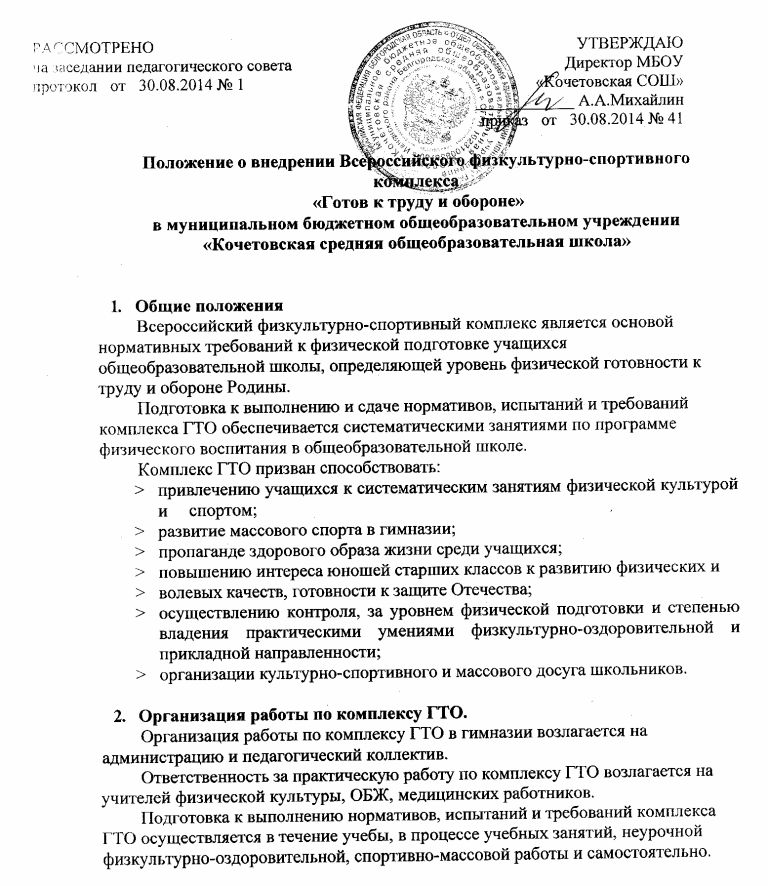 РАССМОТРЕНО
на заседании педагогического совета
протокол от 30.08.2014 № 1
УТВЕРЖДАЮ
Директор МБОУ
«Кочетовская СОШ»
А.А.Михайлин
приказ от 30.08.2014 № 41
Положение о внедрении Всероссийского физкультурно-спортивного
комплекса
«Готов к труду и обороне»
в муниципальном бюджетном общеобразовательном учреждении
«Кочетовская средняя общеобразовательная школа»
1. Общие положения
Всероссийский физкультурно-спортивный комплекс является основой
нормативных требований к физической подготовке учащихся
общеобразовательной школы, определяющей уровень физической готовности к
труду и обороне Родины.
Подготовка к выполнению и сдаче нормативов, испытаний и требований
комплекса ГТО обеспечивается систематическими занятиями по программе
физического воспитания в общеобразовательной школе.
Комплекс ГТО призван способствовать:
> привлечению учащихся к систематическим занятиям физической культурой
и спортом;
> развитие массового спорта в гимназии;
> пропаганде здорового образа жизни среди учащихся;
> повышению интереса юношей старших классов к развитию физических и
> волевых качеств, готовности к защите Отечества;
> осуществлению контроля, за уровнем физической подготовки и степенью
владения практическими умениями физкультурно-оздоровительной и
прикладной направленности;
> организации культурно-спортивного и массового досуга школьников.
2. Организация работы по комплексу ГТО.
Организация работы по комплексу ГТО в гимназии возлагается на
администрацию и педагогический коллектив.
Ответственность за практическую работу по комплексу ГТО возлагается на
учителей физической культуры, ОБЖ, медицинских работников.
Подготовка к выполнению нормативов, испытаний и требований комплекса
ГТО осуществляется в течение учебы, в процессе учебных занятий, неурочной
физкультурно-оздоровительной, спортивно-массовой работы и самостоятельно.